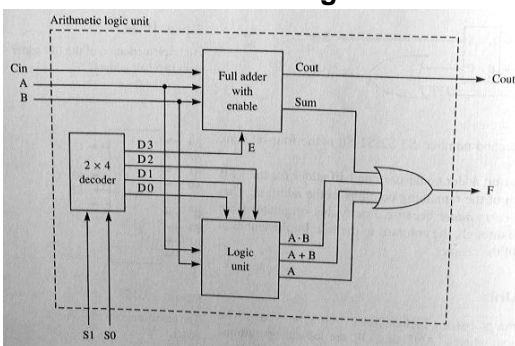 Arithmetic logic unit
Cin
A
B
Full adder
with
enable
Cout
Cout
Sum
E
D3
D2
D1
D0
2 × 4
decoder
F
Logic
unit
A·B
A + B
A
S1 S0